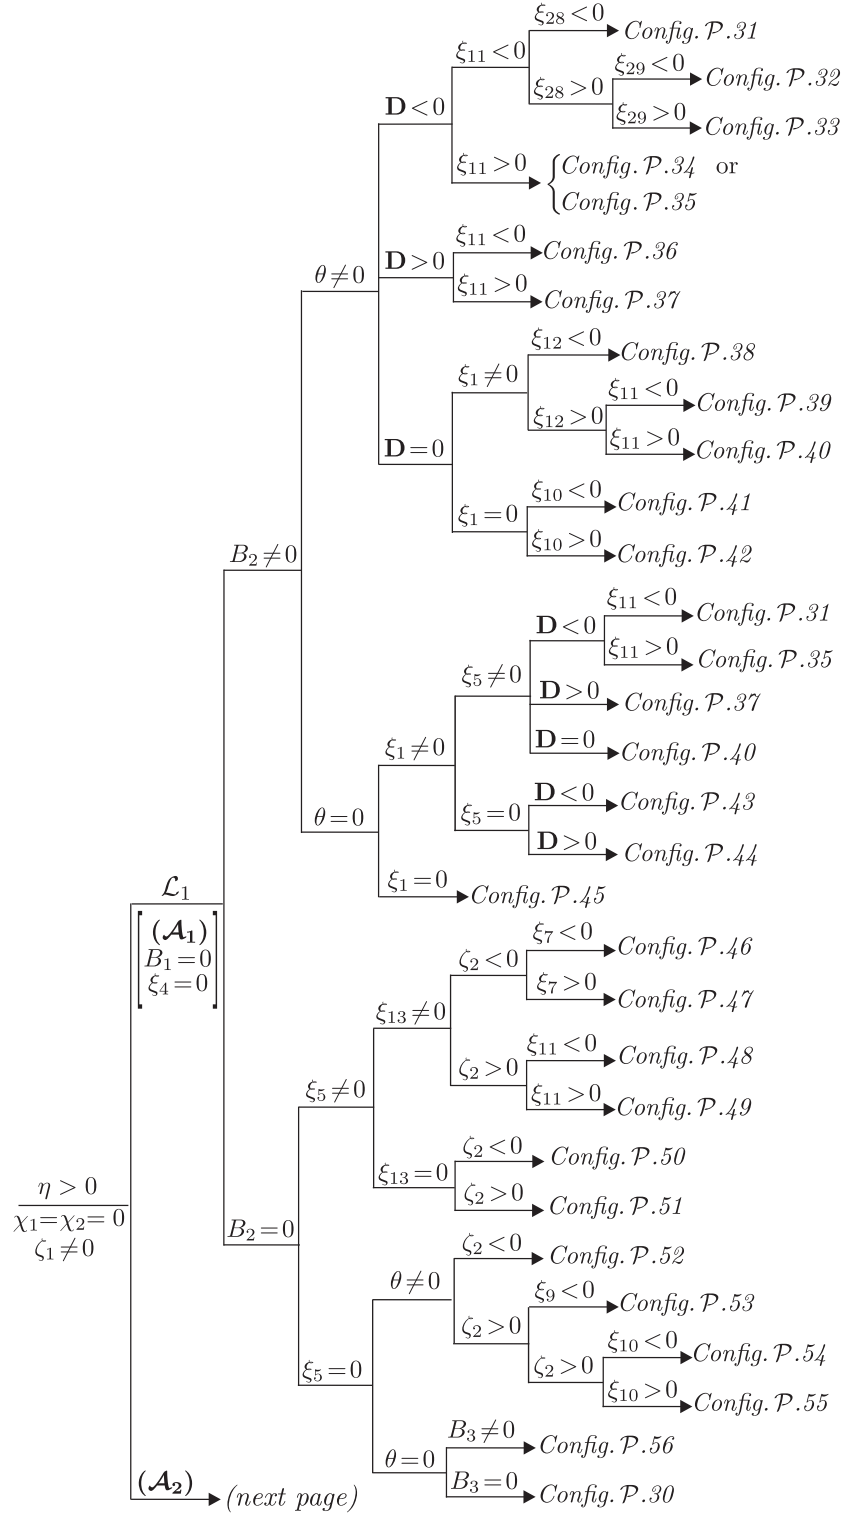 ξ₂₈ < 0
Config. P.31
ξ₁₁ < 0
ξ₂₉ < 0
Config. P.32
ξ₂₈ > 0
D < 0
ξ₂₉ > 0
Config. P.33
ξ₁₁ > 0
{Config. P.34 or
Config. P.35
ξ₁₁ < 0
Config. P.36
θ ≠ 0
D > 0
ξ₁₁ > 0
Config. P.37
ξ₁₂ < 0
Config. P.38
ξ₁ ≠ 0
ξ₁₁ < 0
Config. P.39
ξ₁₂ > 0
ξ₁₁ > 0
Config. P.40
D = 0
ξ₁₀ < 0
Config. P.41
ξ₁ = 0
ξ₁₀ > 0
Config. P.42
B₂ ≠ 0
ξ₁₁ < 0
Config. P.31
D < 0
ξ₁₁ > 0
Config. P.35
ξ₅ ≠ 0
D > 0
Config. P.37
D = 0
Config. P.40
ξ₁ ≠ 0
D < 0
Config. P.43
θ = 0
ξ₅ = 0
D > 0
Config. P.44
ξ₁ = 0
Config. P.45
ℒ₁
[(𝒜₁)
B₁ = 0
ξ₄ = 0]
ξ₇ < 0
Config. P.46
ζ₂ < 0
ξ₇ > 0
Config. P.47
ξ₁₃ ≠ 0
ξ₁₁ < 0
Config. P.48
ζ₂ > 0
ξ₁₁ > 0
Config. P.49
ξ₅ ≠ 0
ζ₂ < 0
Config. P.50
ξ₁₃ = 0
ζ₂ > 0
Config. P.51
η > 0
χ₁ = χ₂ = 0
ζ₁ ≠ 0
B₂ = 0
ζ₂ < 0
Config. P.52
θ ≠ 0
ξ₉ < 0
Config. P.53
ζ₂ > 0
ξ₁₀ < 0
Config. P.54
ζ₂ > 0
ξ₁₀ > 0
Config. P.55
ξ₅ = 0
B₃ ≠ 0
Config. P.56
θ = 0
B₃ = 0
Config. P.30
(𝒜₂)
(next page)